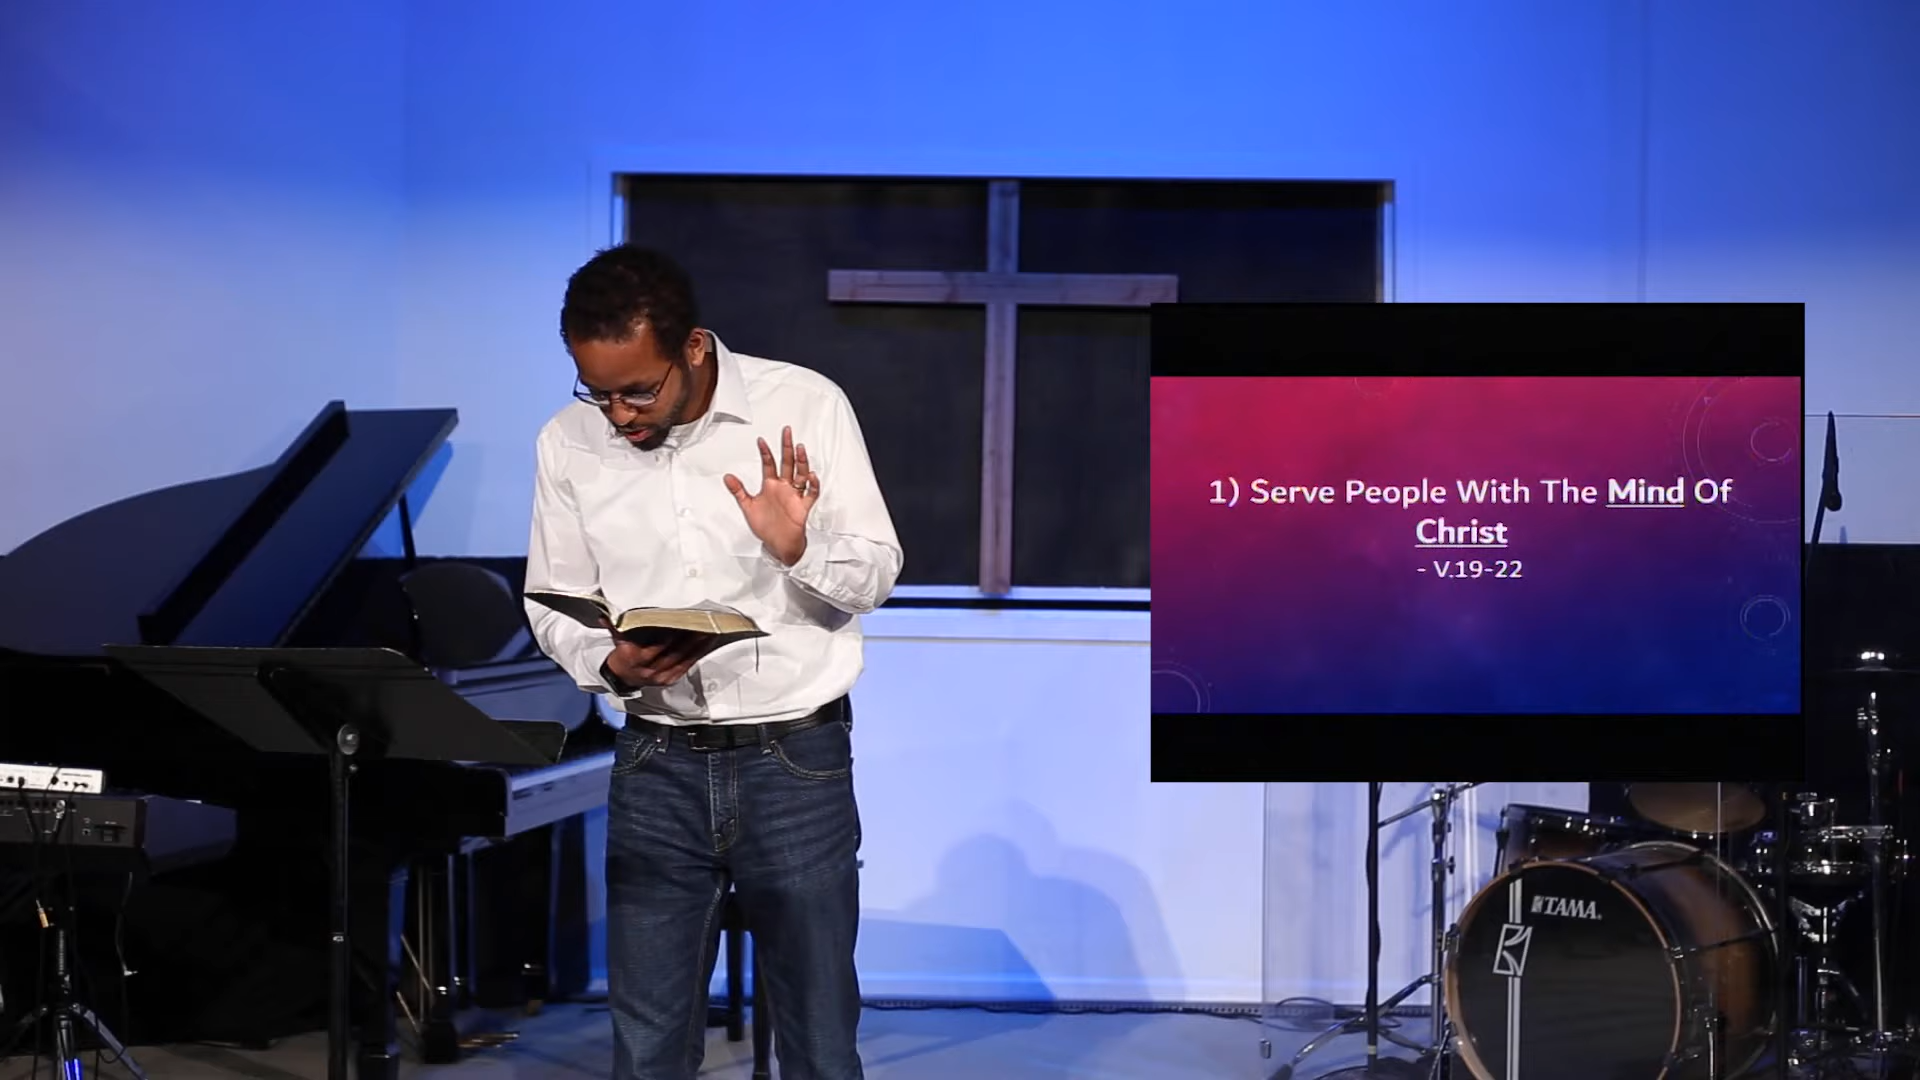 1) Serve People With The Mind Of
Christ
- V.19-22
TAMA